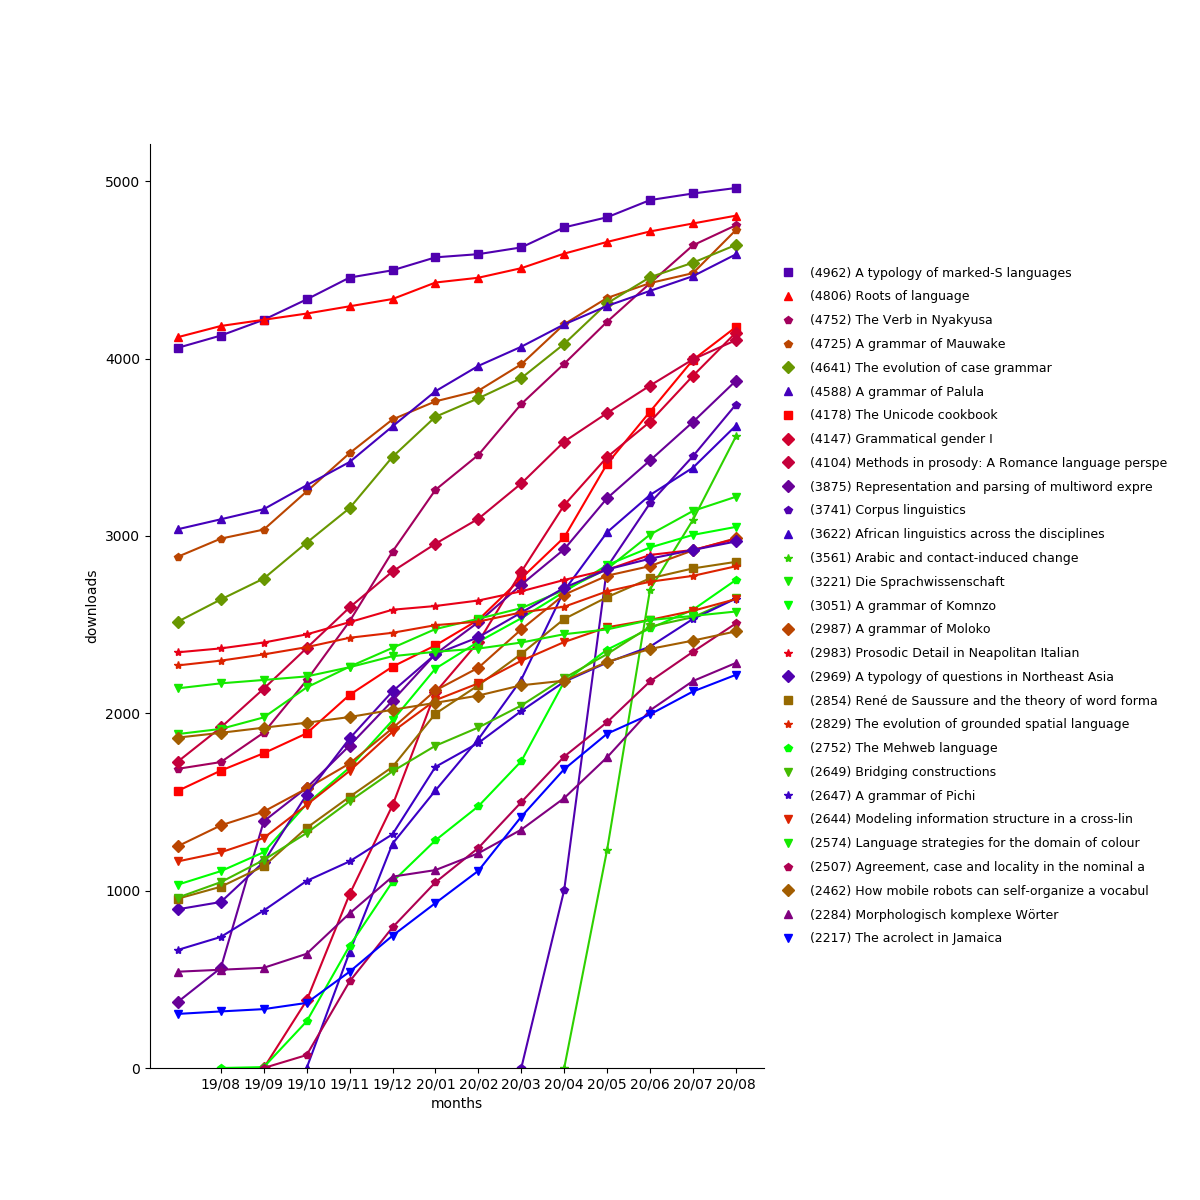 5000
4000
3000
2000
1000
0
downloads
19/08 19/09 19/10 19/11 19/12 20/01 20/02 20/03 20/04 20/05 20/06 20/07 20/08
months
(4962) A typology of marked-S languages
(4806) Roots of language
(4752) The Verb in Nyakyusa
(4725) A grammar of Mauwake
(4641) The evolution of case grammar
(4588) A grammar of Palula
(4178) The Unicode cookbook
(4147) Grammatical gender I
(4104) Methods in prosody: A Romance language perspe
(3875) Representation and parsing of multiword expre
(3741) Corpus linguistics
(3622) African linguistics across the disciplines
(3561) Arabic and contact-induced change
(3221) Die Sprachwissenschaft
(3051) A grammar of Komnzo
(2987) A grammar of Moloko
(2983) Prosodic Detail in Neapolitan Italian
(2969) A typology of questions in Northeast Asia
(2854) René de Saussure and the theory of word forma
(2829) The evolution of grounded spatial language
(2752) The Mehweb language
(2649) Bridging constructions
(2647) A grammar of Pichi
(2644) Modeling information structure in a cross-lin
(2574) Language strategies for the domain of colour
(2507) Agreement, case and locality in the nominal a
(2462) How mobile robots can self-organize a vocabul
(2284) Morphologisch komplexe Wörter
(2217) The acrolect in Jamaica